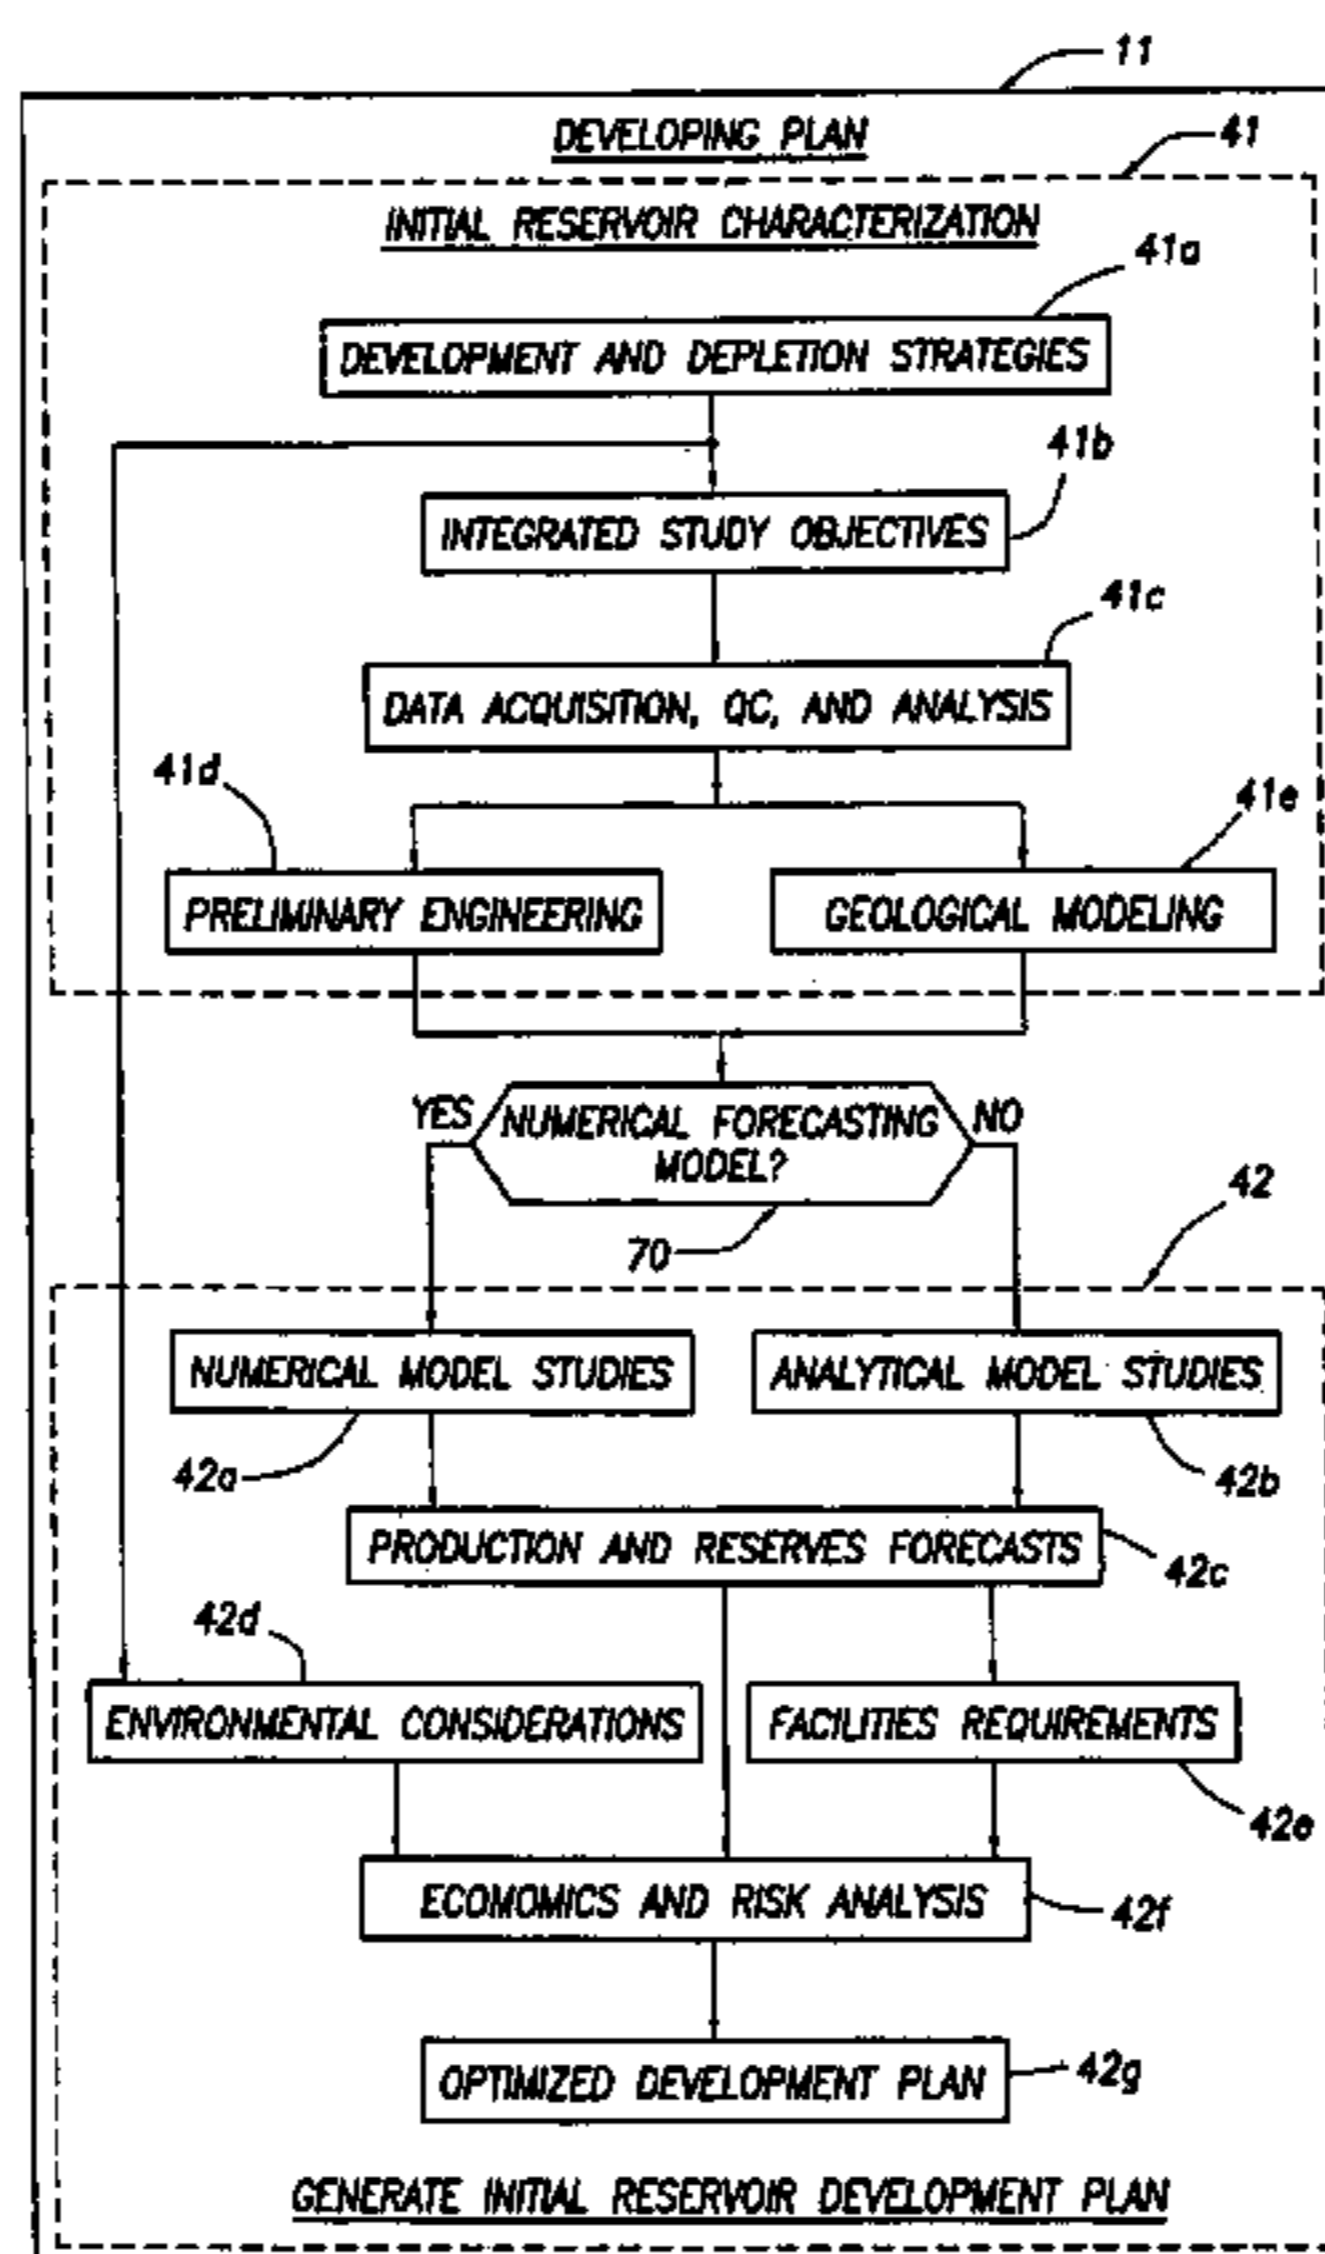 11
DEVELOPING PLAN
41
INITIAL RESERVOIR CHARACTERIZATION
41a
DEVELOPMENT AND DEPLETION STRATEGIES
41b
INTEGRATED STUDY OBJECTIVES
41c
DATA ACQUISITION, QC, AND ANALYSIS
41d
41e
PRELIMINARY ENGINEERING
GEOLOGICAL MODELING
YES
NUMERICAL FORECASTING
MODEL?
NO
70
42
NUMERICAL MODEL STUDIES
ANALYTICAL MODEL STUDIES
42a
42b
PRODUCTION AND RESERVES FORECASTS
42c
42d
ENVIRONMENTAL CONSIDERATIONS
FACILITIES REQUIREMENTS
42e
ECOMOMICS AND RISK ANALYSIS
42f
OPTIMIZED DEVELOPMENT PLAN
42g
GENERATE INITIAL RESERVOIR DEVELOPMENT PLAN